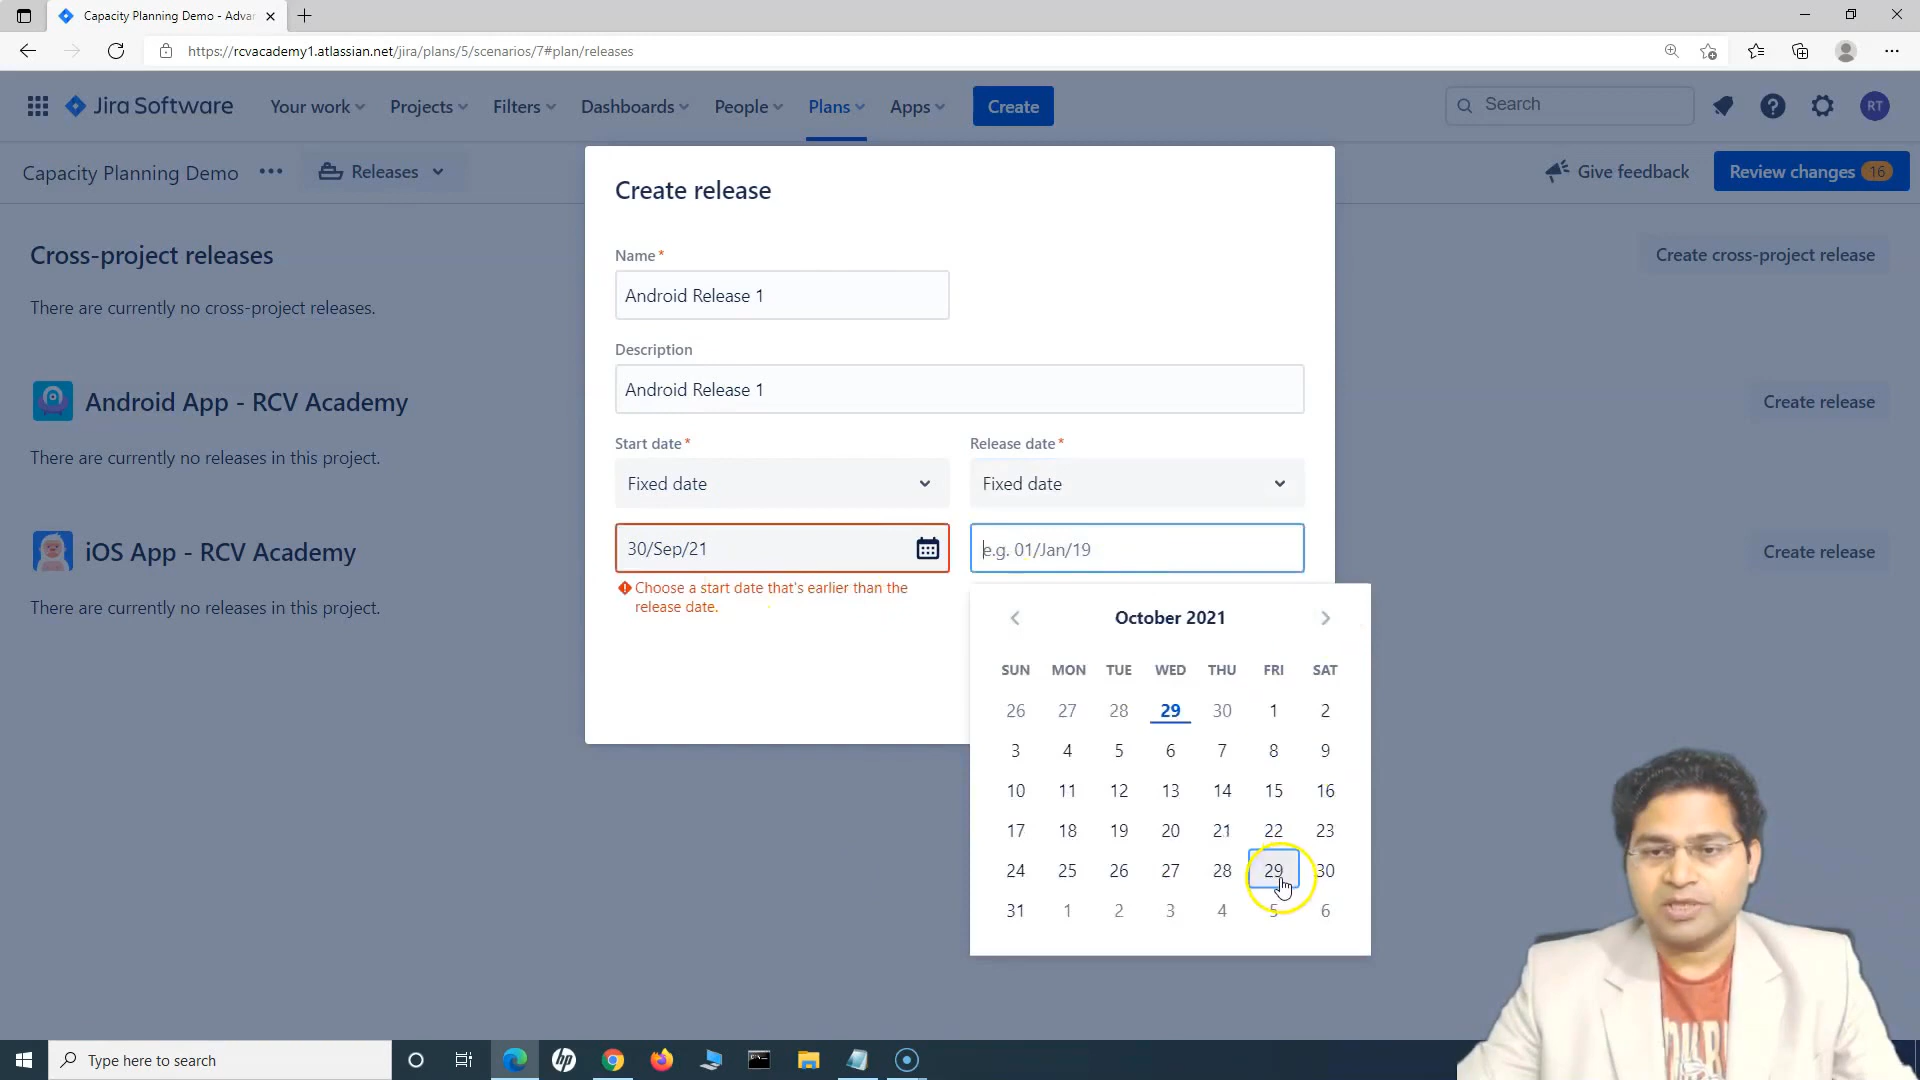 Capacity Planning Demo - Adva
https://rcvacademy1.atlassian.net/jira/plans/5/scenarios/7#plan/releases
Jira Software
Your work
Projects
Filters
Dashboards
People
Plans
Apps
Create
Search
RT
Capacity Planning Demo
Releases
Give feedback
Review changes 16
Create release
Cross-project releases
Create cross-project release
There are currently no cross-project releases.
Name*
Android Release 1
Description
Android Release 1
Android App - RCV Academy
Create release
There are currently no releases in this project.
Start date*
Release date*
Fixed date
Fixed date
30/Sep/21
e.g. 01/Jan/19
Choose a start date that's earlier than the
release date.
iOS App - RCV Academy
Create release
There are currently no releases in this project.
October 2021
SUN MON TUE WED THU FRI SAT
26 27 28 29 30 1 2
3 4 5 6 7 8 9
10 11 12 13 14 15 16
17 18 19 20 21 22 23
24 25 26 27 28 29 30
31 1 2 3 4 5 6
Type here to search
hp